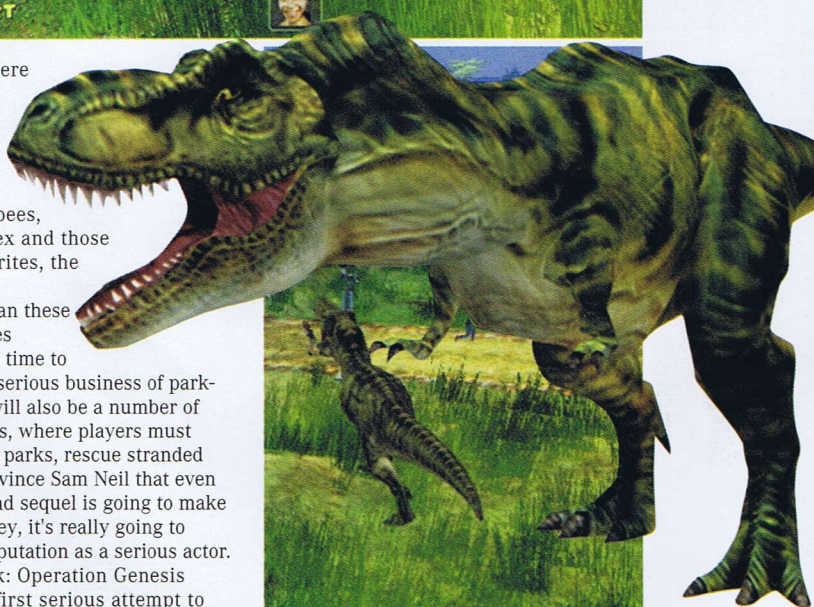 PT
ere
bees,
ex and those
rites, the
an these
es
time to
serious business of park-
will also be a number of
s, where players must
parks, rescue stranded
vince Sam Neil that even
nd sequel is going to make
ey, it's really going to
putation as a serious actor.
k: Operation Genesis
first serious attempt to